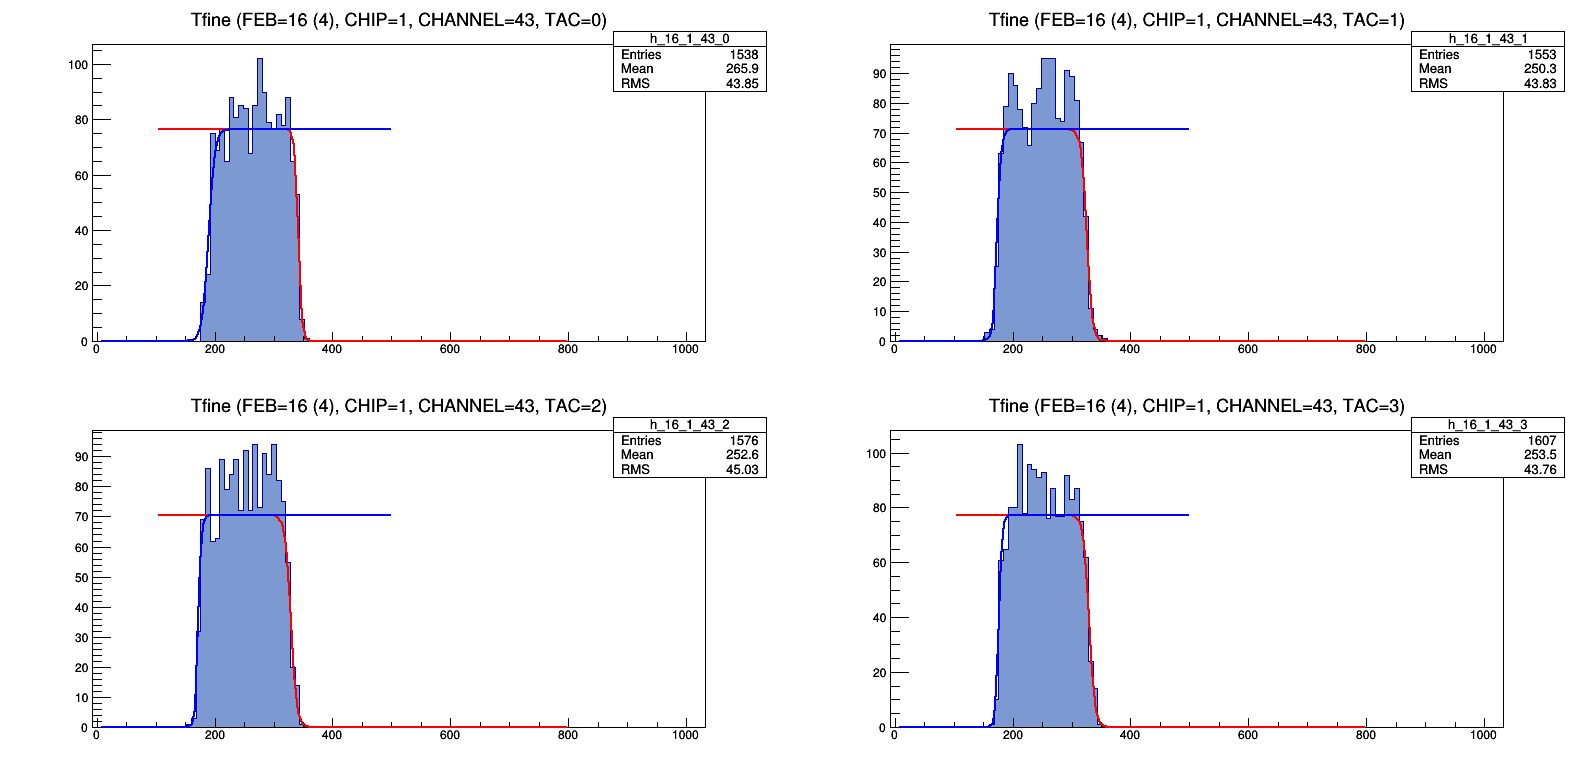 Tfine (FEB=16 (4), CHIP=1, CHANNEL=43, TAC=0)
h_16_1_43_0
Entries 1538
Mean 265.9
RMS 43.85
100
80
60
40
20
0
0 200 400 600 800 1000
Tfine (FEB=16 (4), CHIP=1, CHANNEL=43, TAC=1)
h_16_1_43_1
Entries 1553
Mean 250.3
RMS 43.83
90
80
70
60
50
40
30
20
10
0
0 200 400 600 800 1000
Tfine (FEB=16 (4), CHIP=1, CHANNEL=43, TAC=2)
h_16_1_43_2
Entries 1576
Mean 252.6
RMS 45.03
90
80
70
60
50
40
30
20
10
0
0 200 400 600 800 1000
Tfine (FEB=16 (4), CHIP=1, CHANNEL=43, TAC=3)
h_16_1_43_3
Entries 1607
Mean 253.5
RMS 43.76
100
80
60
40
20
0
0 200 400 600 800 1000